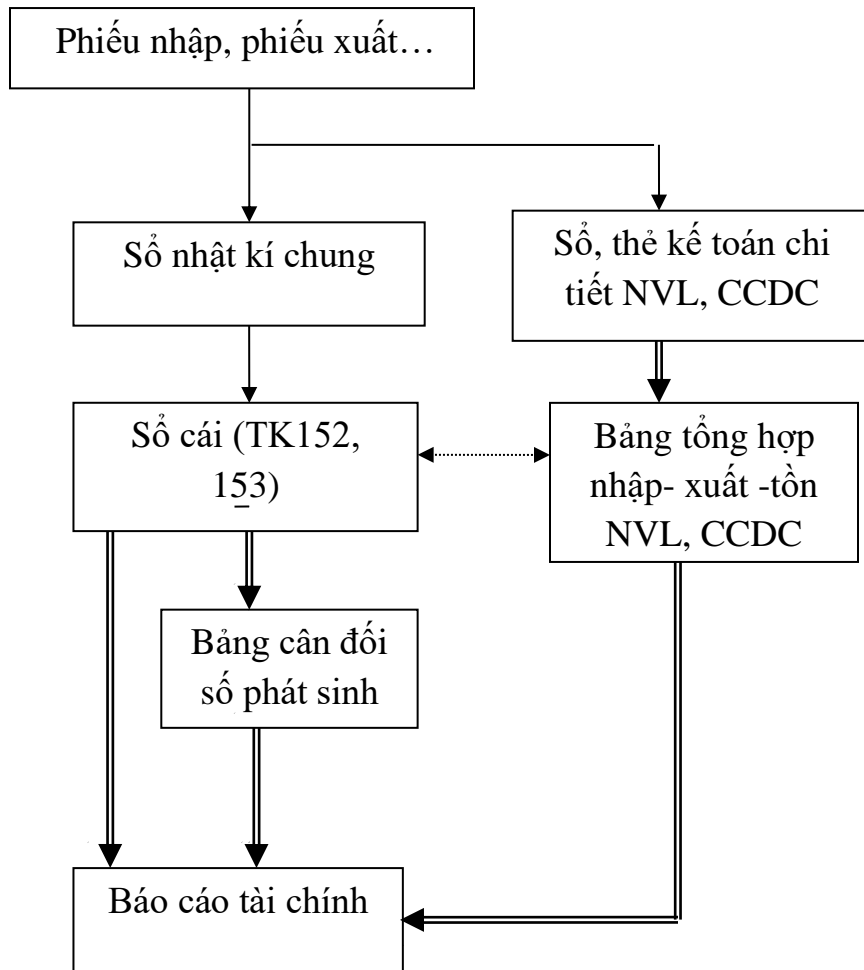 Phiếu nhập, phiếu xuất…
Sổ nhật kí chung
Sổ, thẻ kế toán chi
tiết NVL, CCDC
Sổ cái (TK152,
153)
Bảng tổng hợp
nhập- xuất -tồn
NVL, CCDC
Bảng cân đối
số phát sinh
Báo cáo tài chính